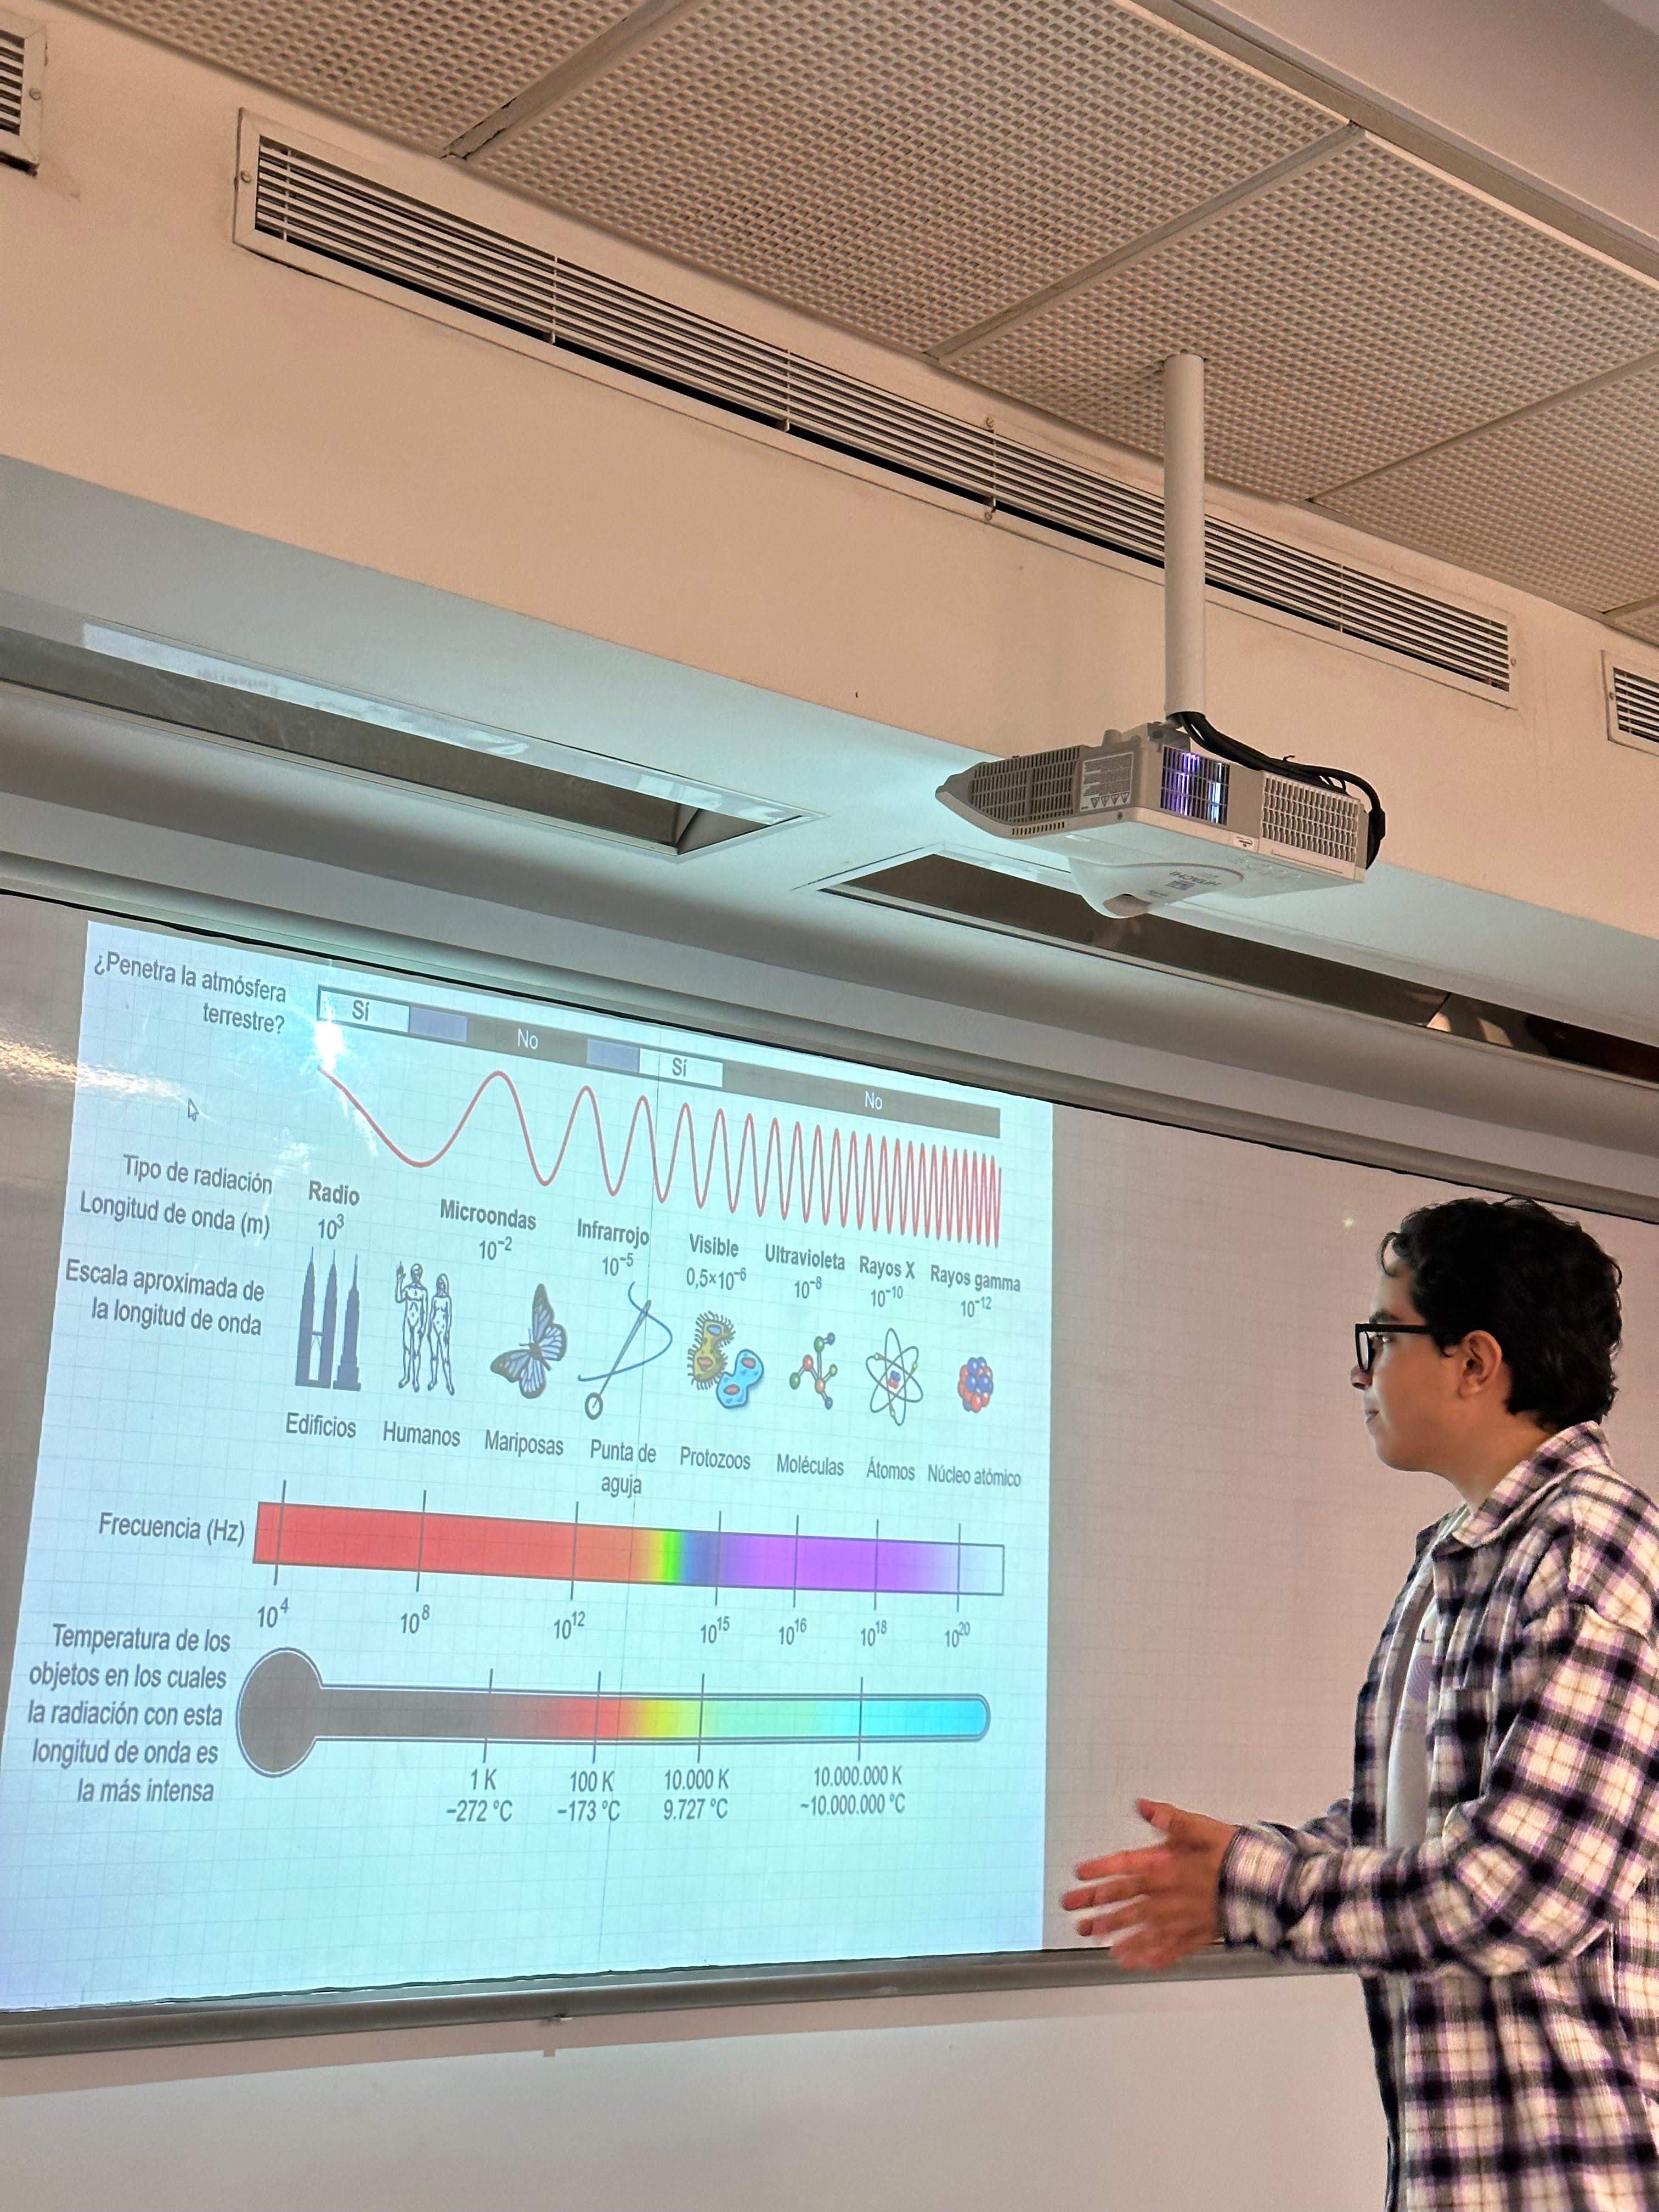 HITACHI
¿Penetra la atmósfera
terrestre?
Sí
No
Sí
No
Tipo de radiación
Radio
Microondas
Infrarrojo
Visible
Ultravioleta
Rayos X
Rayos gamma
Longitud de onda (m)
10³
10⁻²
10⁻⁵
0,5×10⁻⁶
10⁻⁸
10⁻¹⁰
10⁻¹²
Escala aproximada de
la longitud de onda
Edificios
Humanos
Mariposas
Punta de
aguja
Protozoos
Moléculas
Átomos
Núcleo atómico
Frecuencia (Hz)
10⁴
10⁸
10¹²
10¹⁵
10¹⁶
10¹⁸
10²⁰
Temperatura de los
objetos en los cuales
la radiación con esta
longitud de onda es
la más intensa
1 K
−272 °C
100 K
−173 °C
10.000 K
9.727 °C
10.000.000 K
~10.000.000 °C